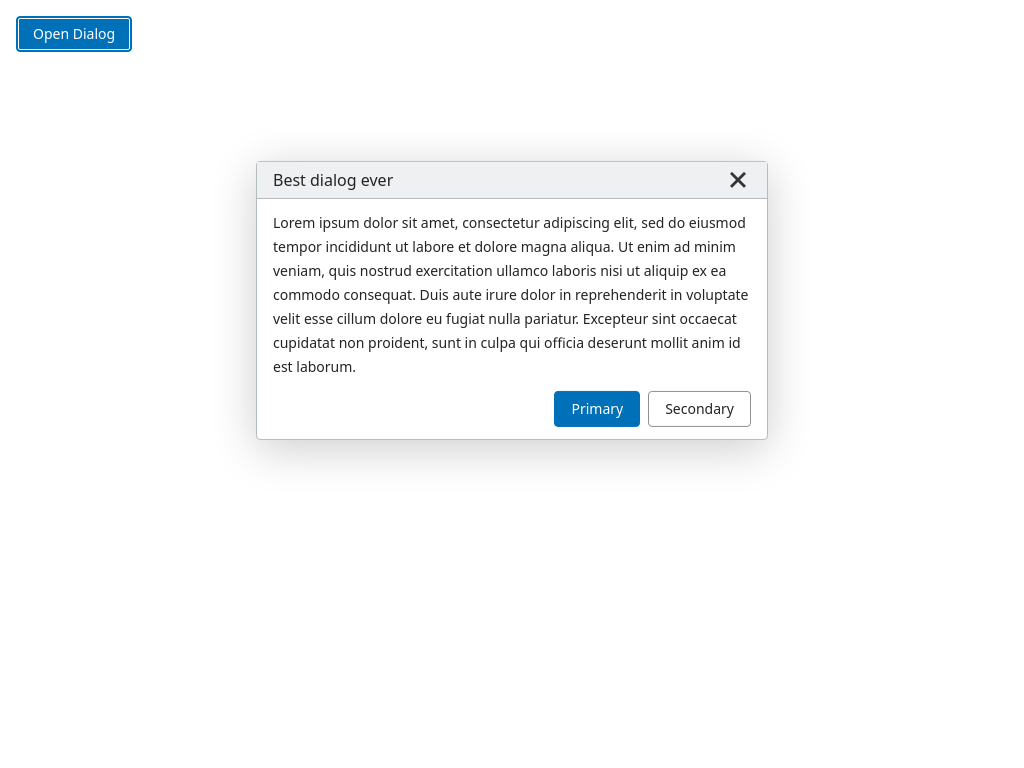 Open Dialog
Best dialog ever
Lorem ipsum dolor sit amet, consectetur adipiscing elit, sed do eiusmod
tempor incididunt ut labore et dolore magna aliqua. Ut enim ad minim
veniam, quis nostrud exercitation ullamco laboris nisi ut aliquip ex ea
commodo consequat. Duis aute irure dolor in reprehenderit in voluptate
velit esse cillum dolore eu fugiat nulla pariatur. Excepteur sint occaecat
cupidatat non proident, sunt in culpa qui officia deserunt mollit anim id
est laborum.
Primary Secondary